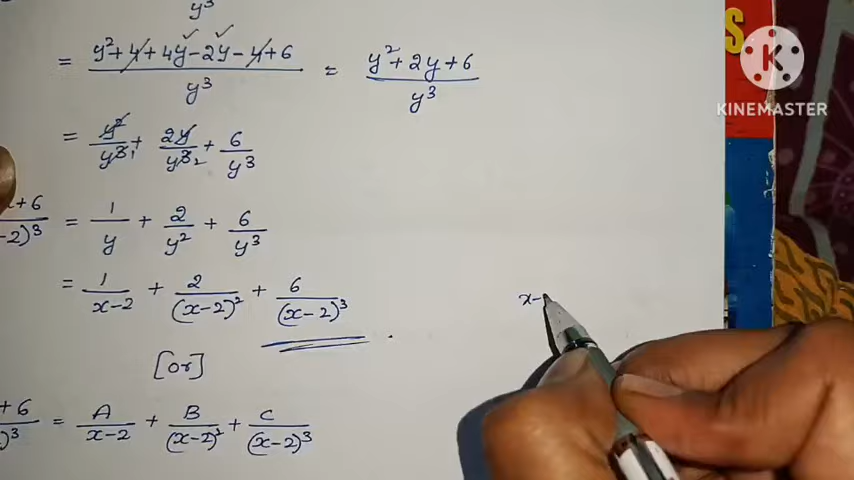 y³
= y²+4+4y-2y-4+6 / y³ = y²+2y+6 / y³
= y²/y³ 1 + 2y/y³ 2 + 6/y³
+6 / -2)³ = 1/y + 2/y² + 6/y³
= 1/x-2 + 2/(x-2)² + 6/(x-2)³
x-
[or]
+6 / )³ = A/x-2 + B/(x-2)² + C/(x-2)³
S
K
KINEMASTER